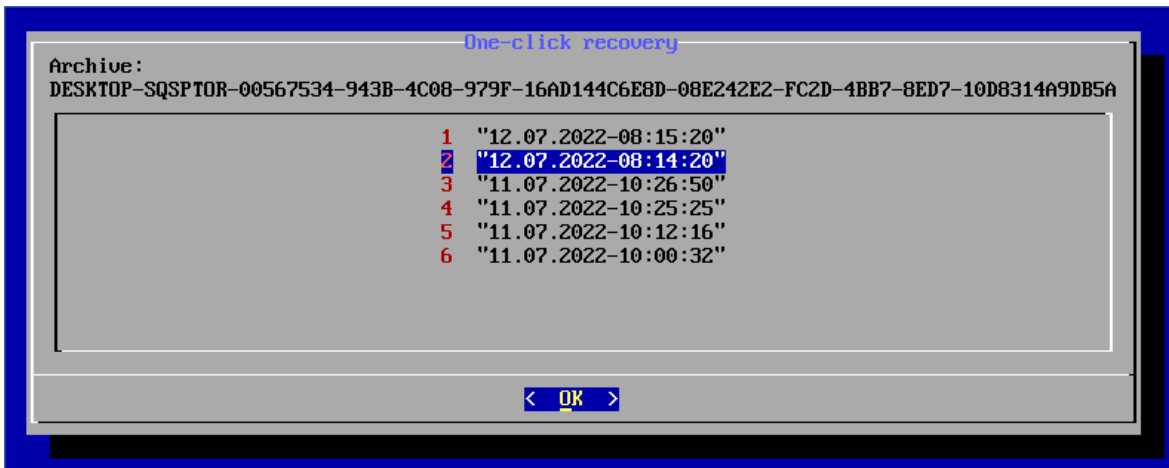 One-click recovery
Archive:
DESKTOP-SQSPTOR-00567534-943B-4C08-979F-16AD144C6E8D-08E242E2-FC2D-4BB7-8ED7-10D8314A9DB5A
1 "12.07.2022-08:15:20"
2 "12.07.2022-08:14:20"
3 "11.07.2022-10:26:50"
4 "11.07.2022-10:25:25"
5 "11.07.2022-10:12:16"
6 "11.07.2022-10:00:32"
< OK >